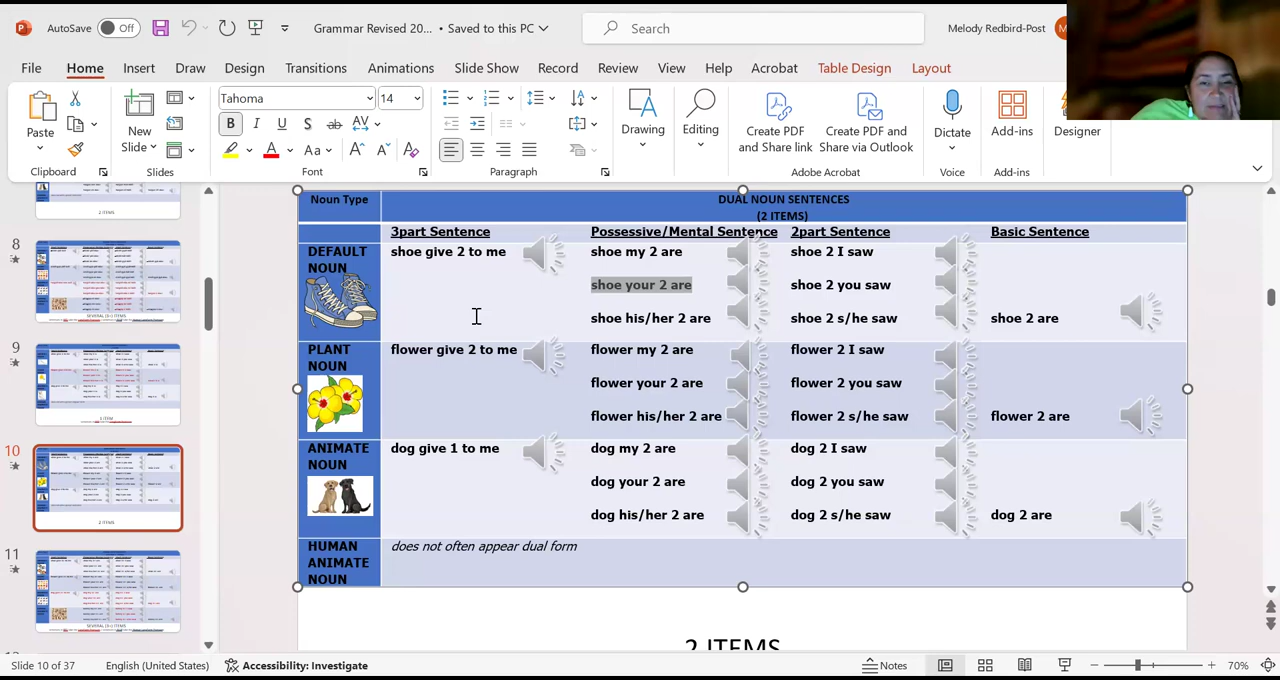 AutoSave Off Grammar Revised 20... • Saved to this PC Search Melody Redbird-Post
File Home Insert Draw Design Transitions Animations Slide Show Record Review View Help Acrobat Table Design Layout
Tahoma 14
Paste New Slide Drawing Editing Create PDF and Share link Create PDF and Share via Outlook Dictate Add-ins Designer
B I U S ab AV
A Aa A A A
Clipboard Slides Font Paragraph Adobe Acrobat Voice Add-ins
2 ITEMS
8
9
10
2 ITEMS
11
Noun Type DUAL NOUN SENTENCES
(2 ITEMS)
3part Sentence Possessive/Mental Sentence 2part Sentence Basic Sentence
DEFAULT NOUN shoe give 2 to me shoe my 2 are shoe 2 I saw
shoe your 2 are shoe 2 you saw
shoe his/her 2 are shoe 2 s/he saw shoe 2 are
PLANT NOUN flower give 2 to me flower my 2 are flower 2 I saw
flower your 2 are flower 2 you saw
flower his/her 2 are flower 2 s/he saw flower 2 are
ANIMATE NOUN dog give 1 to me dog my 2 are dog 2 I saw
dog your 2 are dog 2 you saw
dog his/her 2 are dog 2 s/he saw dog 2 are
HUMAN ANIMATE NOUN does not often appear dual form
2 ITEMS
Slide 10 of 37 English (United States) Accessibility: Investigate Notes 70%